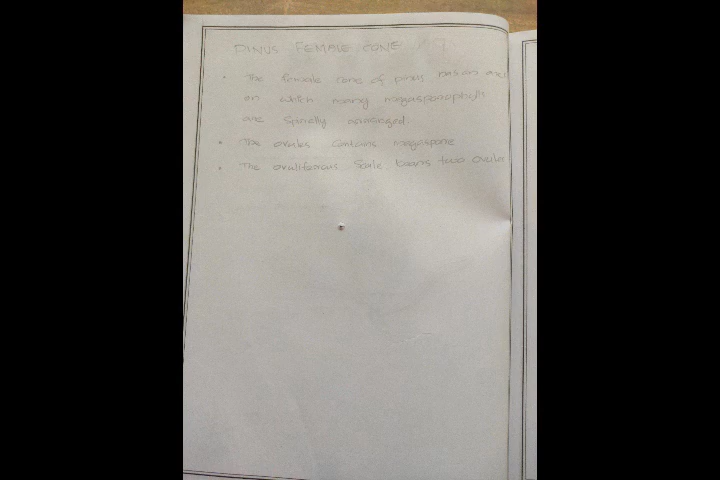 PINUS FEMALE CONE
• The female cone of pinus
on which many megasporophylls
are spirally arranged.
• The ovules contains megaspore
• The ovuliferous Scale bears two ovules